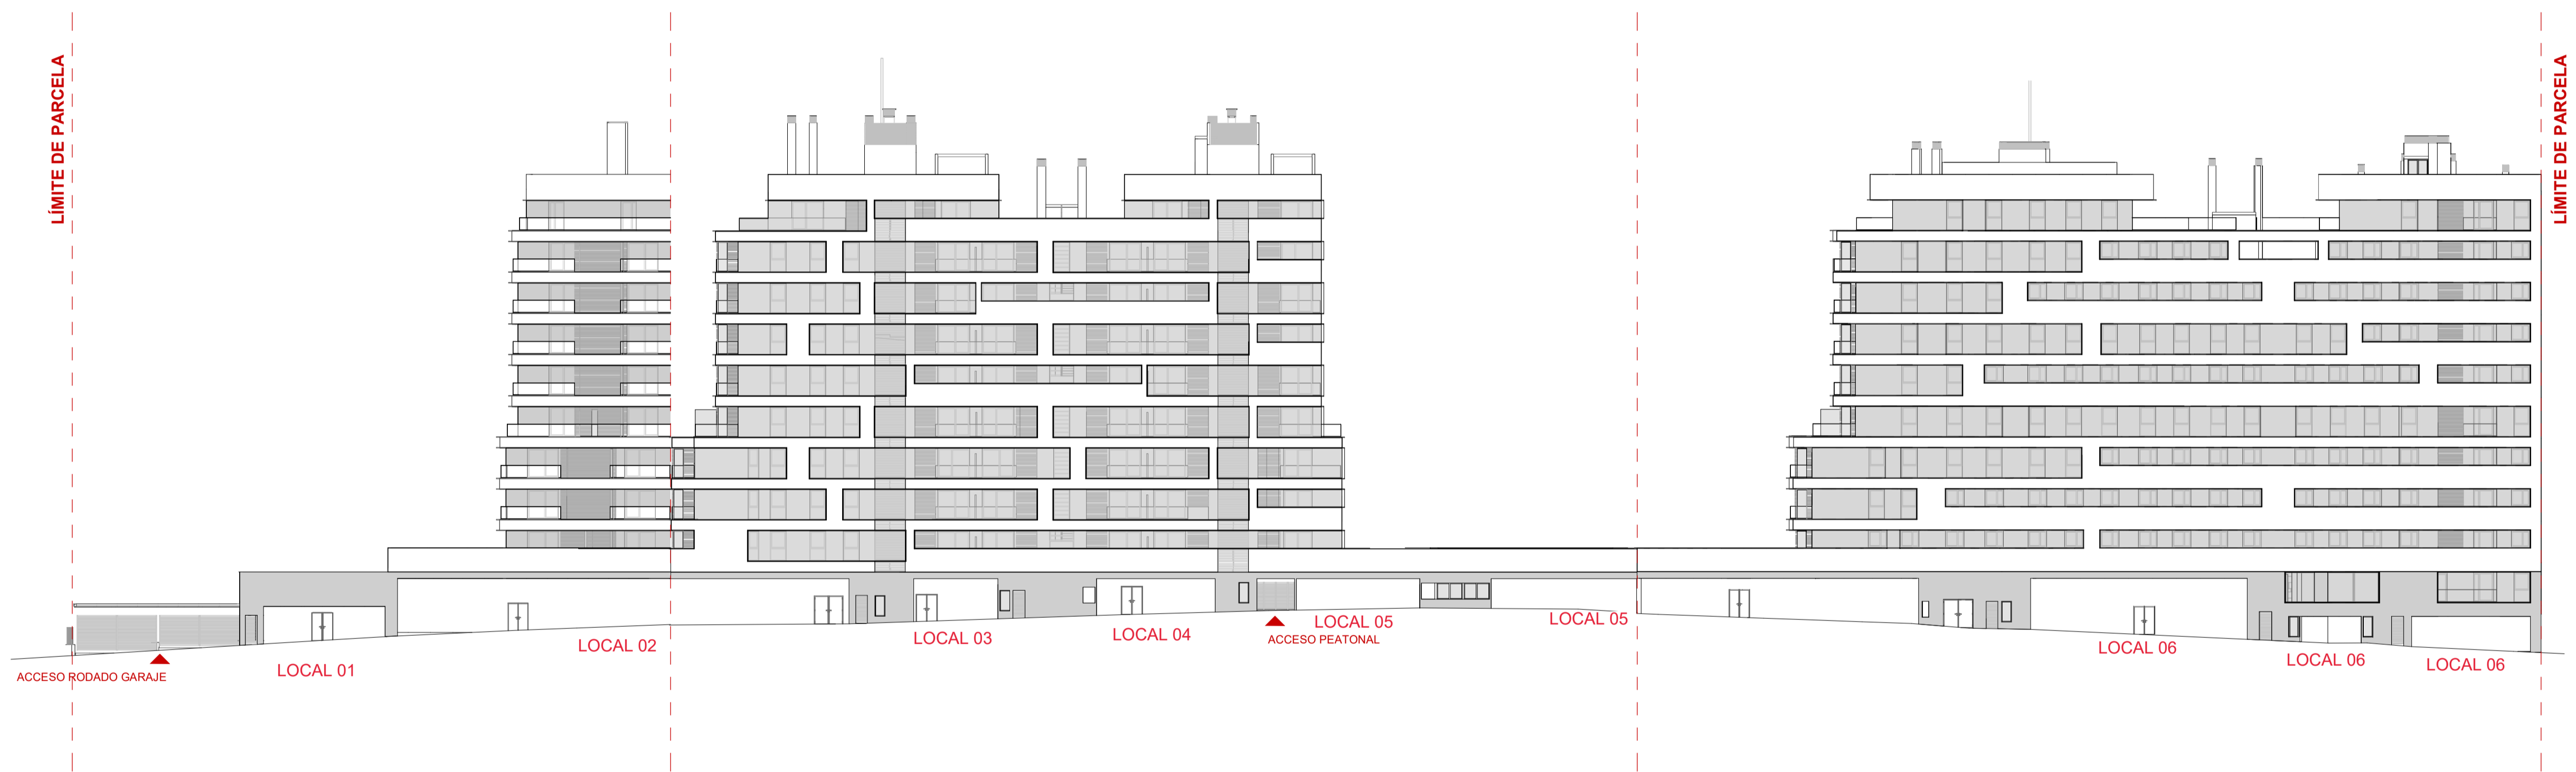 LÍMITE DE PARCELA
ACCESO RODADO GARAJE
LOCAL 01
LOCAL 02
LOCAL 03
LOCAL 04
ACCESO PEATONAL
LOCAL 05
LOCAL 05
LOCAL 06
LOCAL 06
LOCAL 06
LÍMITE DE PARCELA